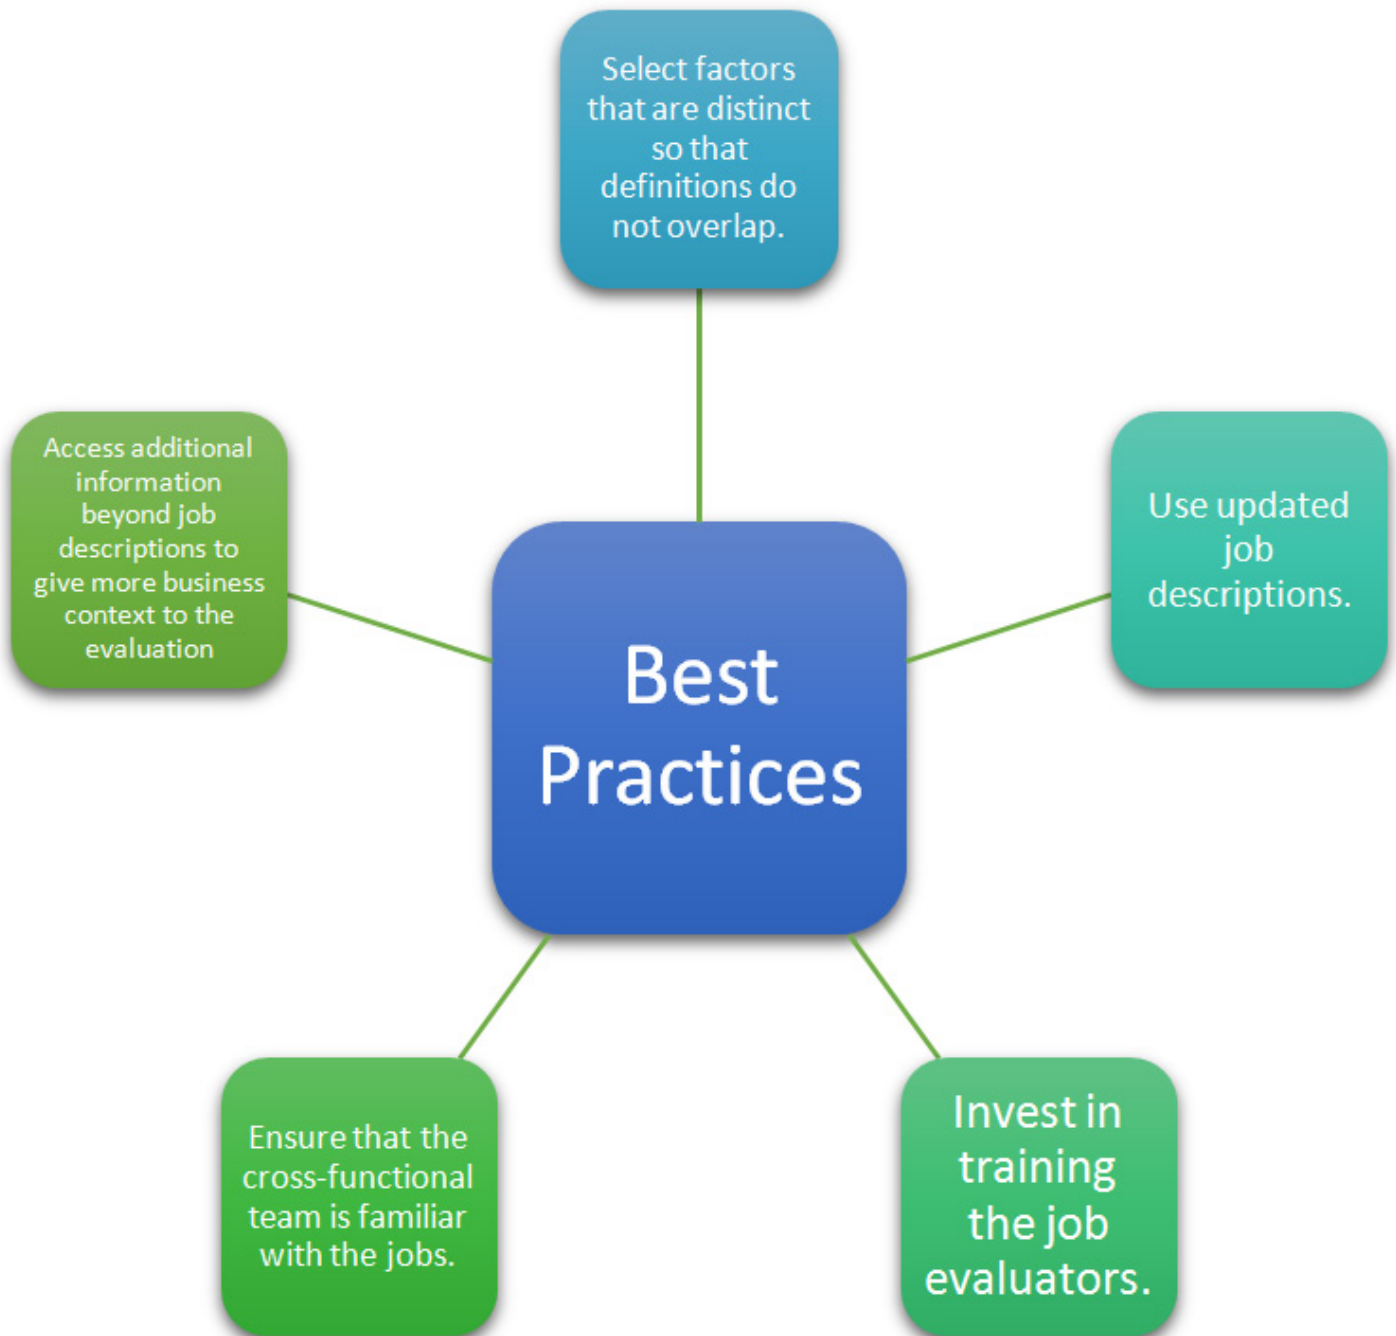 Select factors
that are distinct
so that
definitions do
not overlap.
Access additional
information
beyond job
descriptions to
give more business
context to the
evaluation
Use updated
job
descriptions.
Best
Practices
Ensure that the
cross-functional
team is familiar
with the jobs.
Invest in
training
the job
evaluators.